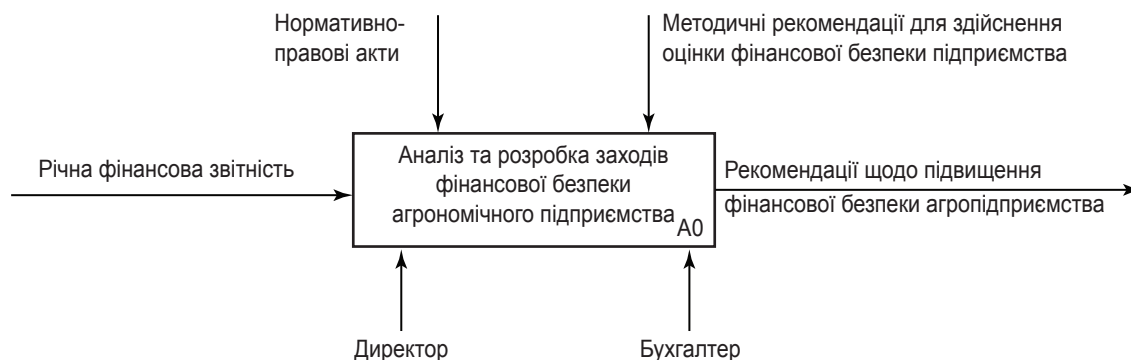 Нормативно-
правові акти
Методичні рекомендації для здійснення
оцінки фінансової безпеки підприємства
Річна фінансова звітність
Аналіз та розробка заходів
фінансової безпеки
агрономічного підприємства
A0
Рекомендації щодо підвищення
фінансової безпеки агропідприємства
Директор
Бухгалтер